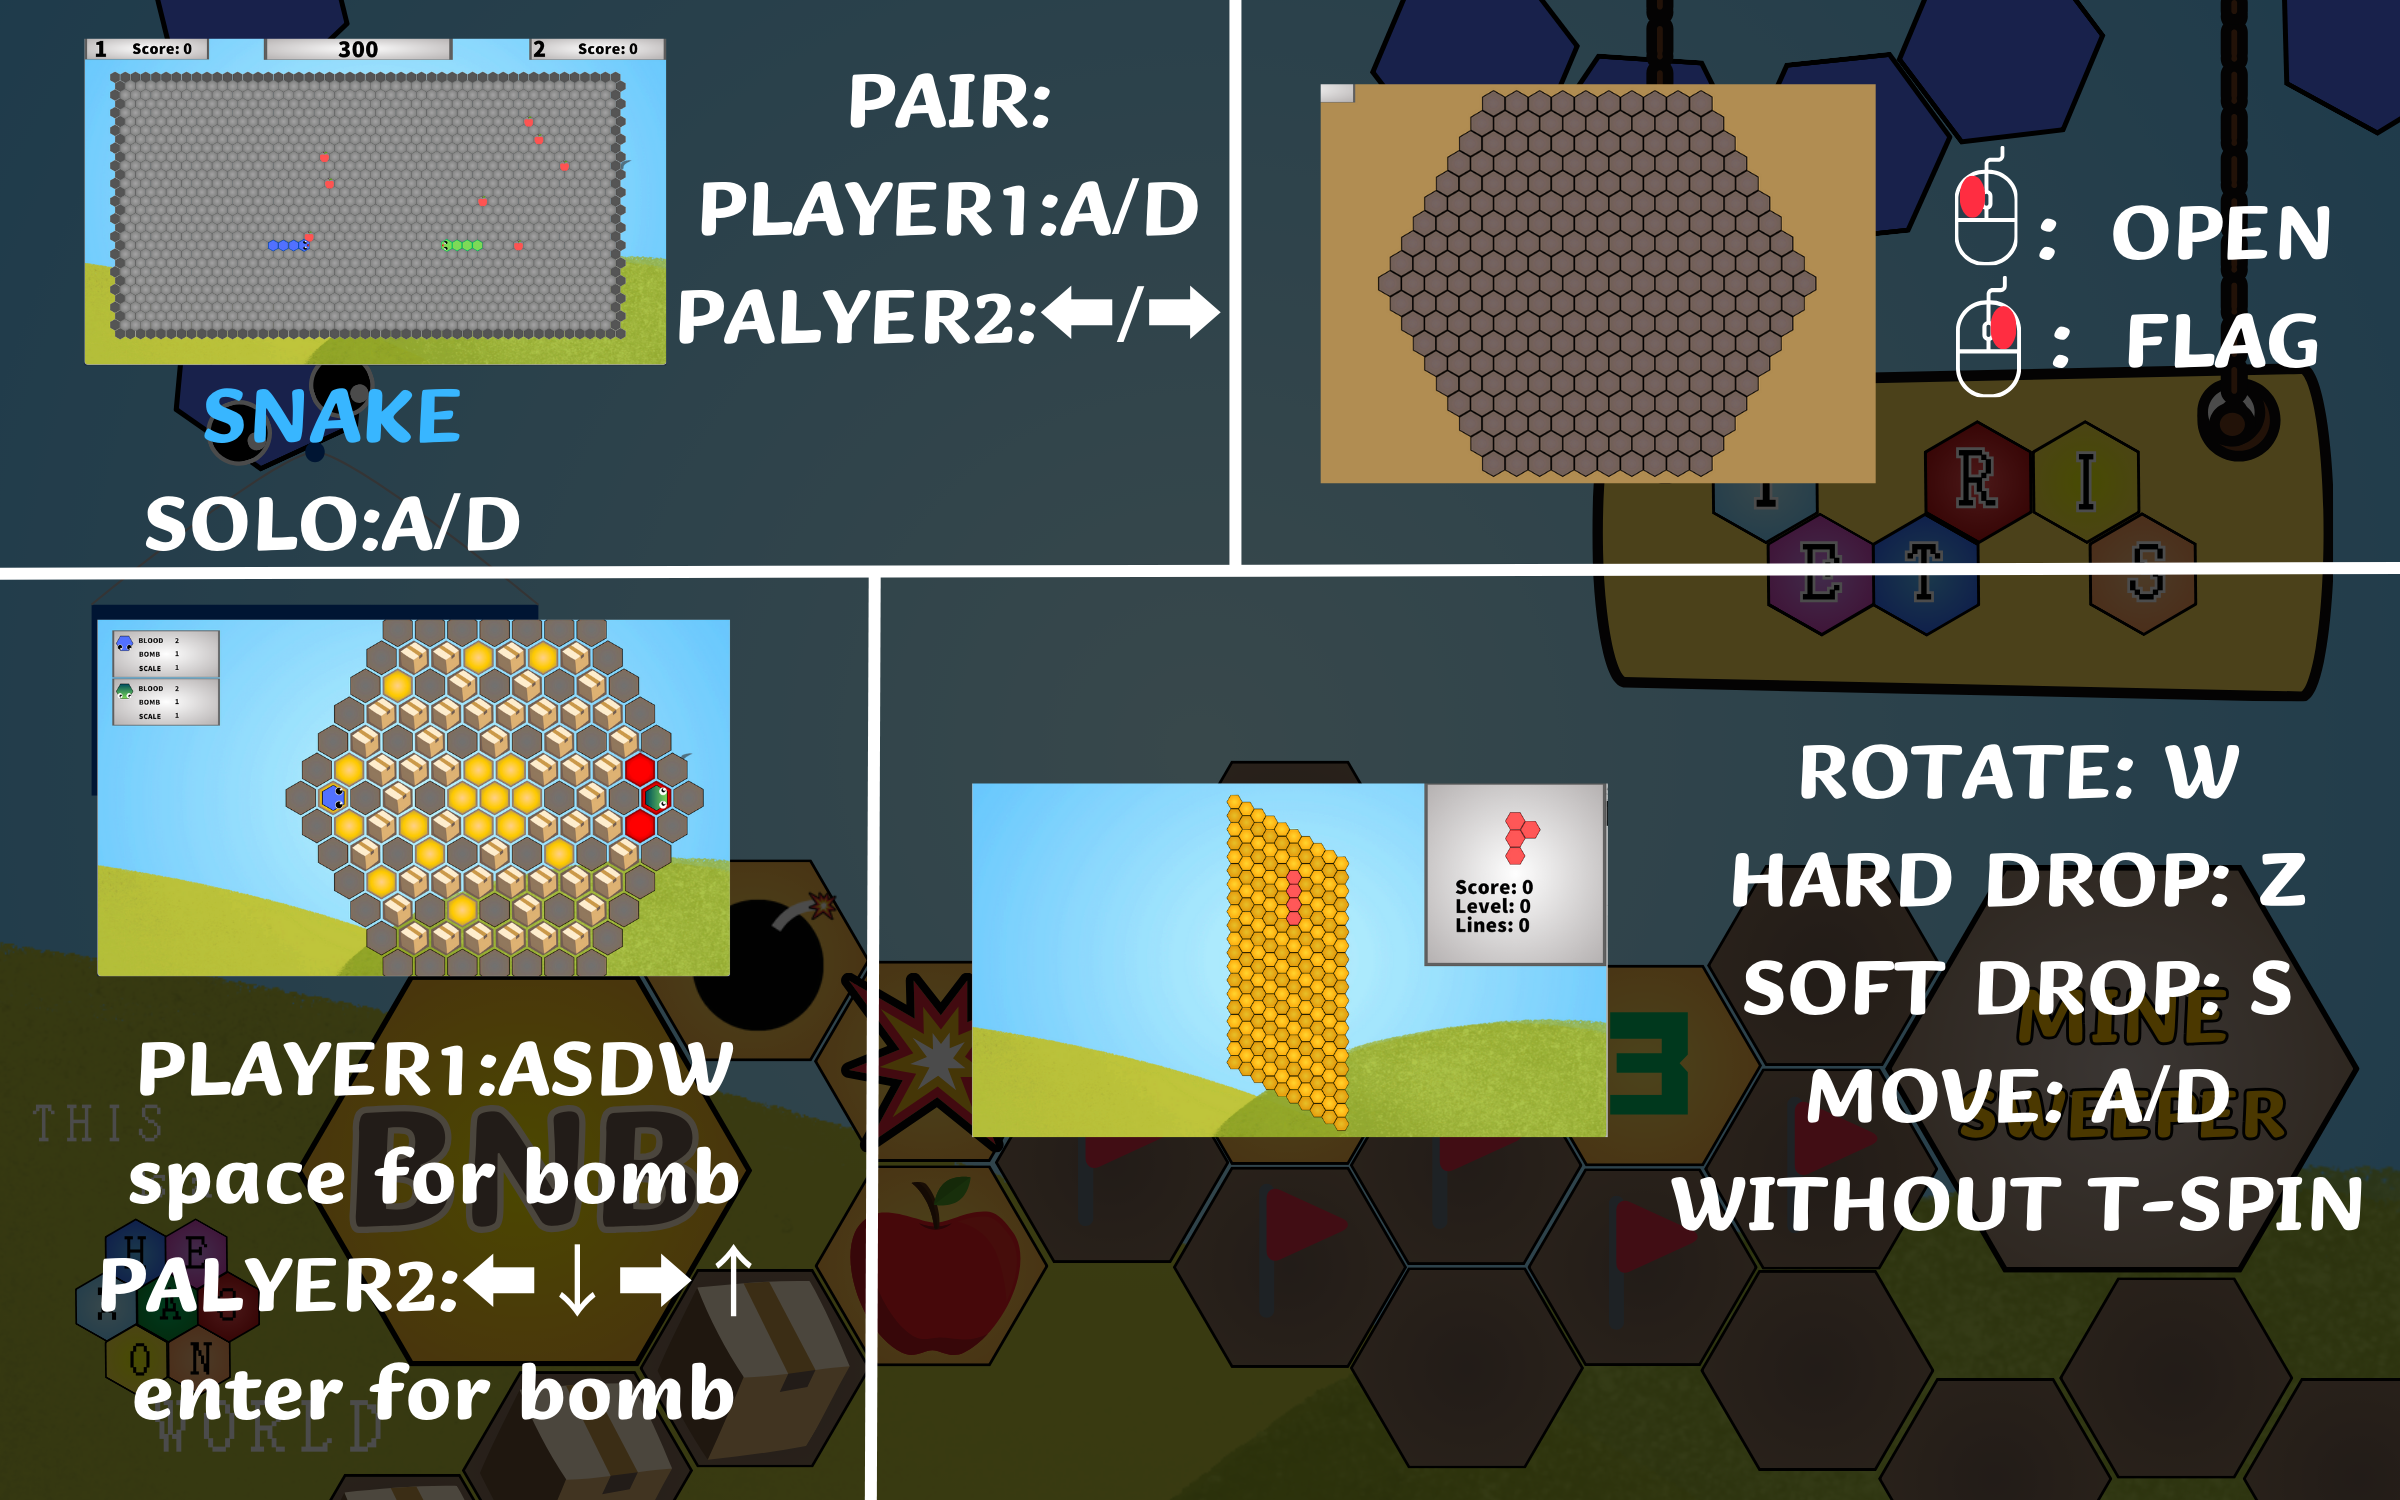 1 Score: 0
300
2 Score: 0
PAIR:
PLAYER1:A/D
PALYER2:⬅/➡
SNAKE
SOLO:A/D
: OPEN
: FLAG
T R I
E T S
BLOOD 2
BOMB 1
SCALE 1
BLOOD 2
BOMB 1
SCALE 1
PLAYER1:ASDW
space for bomb
PALYER2:⬅↓➡↑
enter for bomb
BNB
THIS
H E
A G
O N
WORLD
Score: 0
Level: 0
Lines: 0
ROTATE: W
HARD DROP: Z
SOFT DROP: S
MOVE: A/D
WITHOUT T-SPIN
3
MINE
SWEEPER